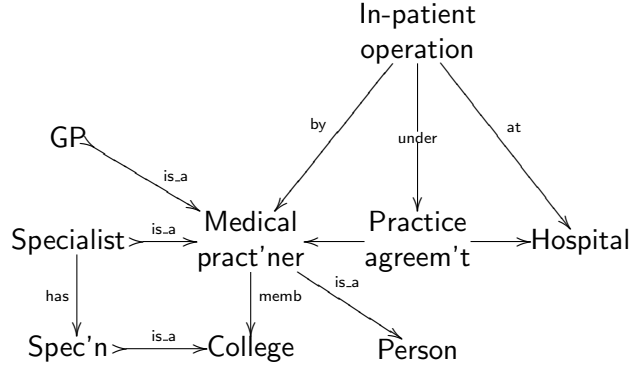 In-patient
operation
by
under
at
GP
is_a
Medical
pract'ner
Practice
agreem't
Specialist
is_a
Hospital
has
memb
is_a
Spec'n
is_a
College
Person